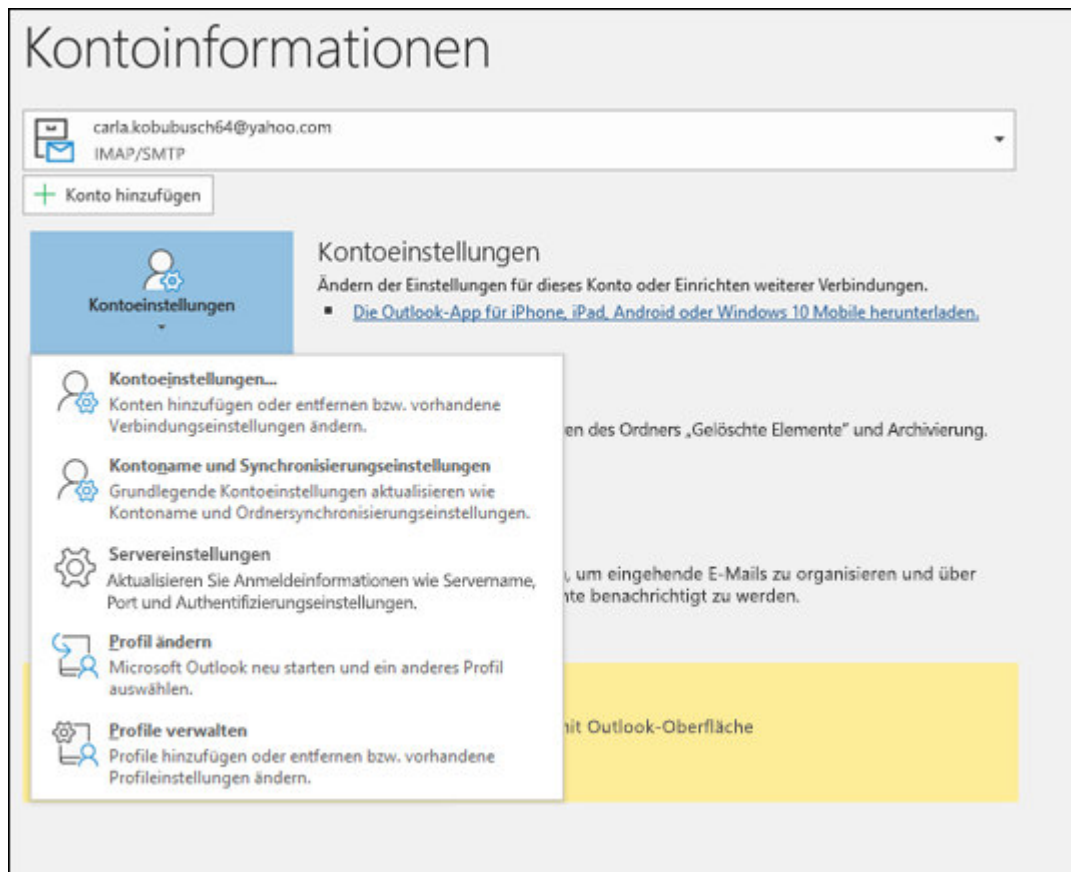 Kontoinformationen
carla.kobubusch64@yahoo.com
IMAP/SMTP
Konto hinzufügen
Kontoeinstellungen
Kontoeinstellungen
Ändern der Einstellungen für dieses Konto oder Einrichten weiterer Verbindungen.
Die Outlook-App für iPhone, iPad, Android oder Windows 10 Mobile herunterladen.
Kontoeinstellungen...
Konten hinzufügen oder entfernen bzw. vorhandene
Verbindungseinstellungen ändern.
en des Ordners „Gelöschte Elemente" und Archivierung.
Kontoname und Synchronisierungseinstellungen
Grundlegende Kontoeinstellungen aktualisieren wie
Kontoname und Ordnersynchronisierungseinstellungen.
Servereinstellungen
Aktualisieren Sie Anmeldeinformationen wie Servername,
Port und Authentifizierungseinstellungen.
, um eingehende E-Mails zu organisieren und über
nte benachrichtigt zu werden.
Profil ändern
Microsoft Outlook neu starten und ein anderes Profil
auswählen.
Profile verwalten
Profile hinzufügen oder entfernen bzw. vorhandene
Profileinstellungen ändern.
nit Outlook-Oberfläche